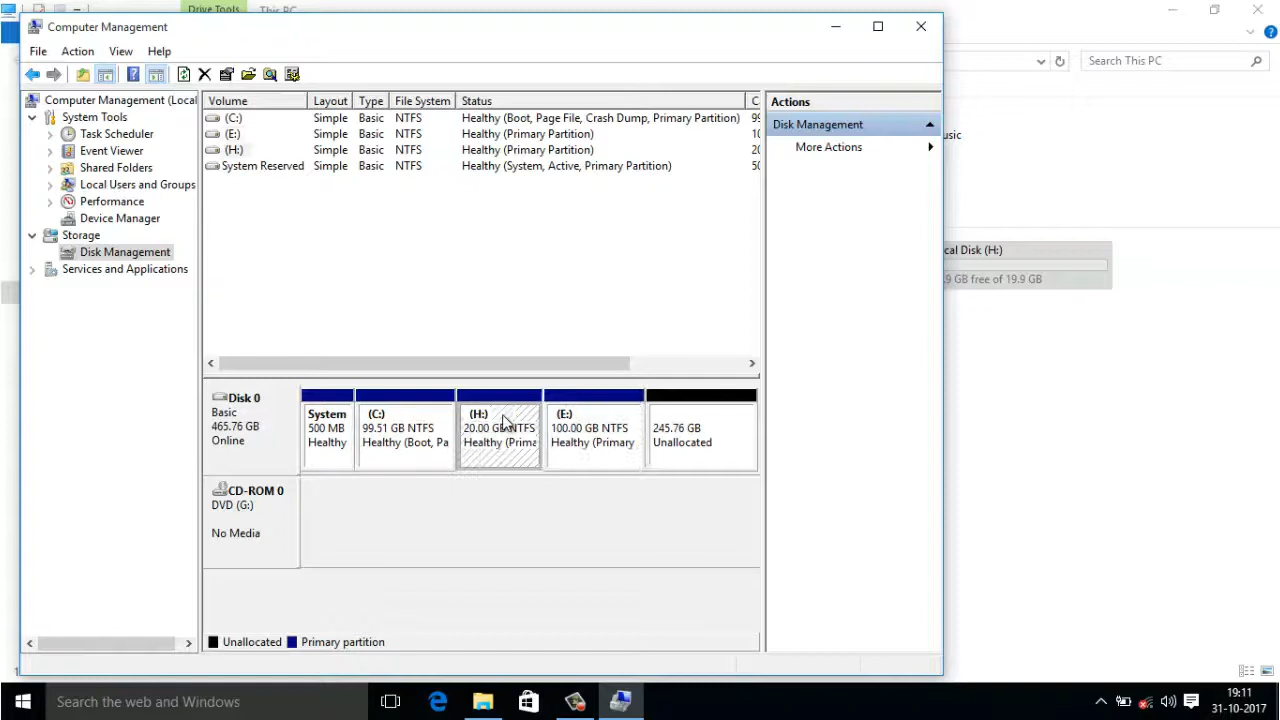 Drive Tools
This PC
Computer Management
File Action View Help
Search This PC
Computer Management (Local
System Tools
Task Scheduler
Event Viewer
Shared Folders
Local Users and Groups
Performance
Device Manager
Storage
Disk Management
Services and Applications
Volume Layout Type File System Status C
(C:) Simple Basic NTFS Healthy (Boot, Page File, Crash Dump, Primary Partition) 99
(E:) Simple Basic NTFS Healthy (Primary Partition) 10
(H:) Simple Basic NTFS Healthy (Primary Partition) 20
System Reserved Simple Basic NTFS Healthy (System, Active, Primary Partition) 50
Actions
Disk Management
More Actions
usic
cal Disk (H:)
.9 GB free of 19.9 GB
Disk 0
Basic
465.76 GB
Online
System
500 MB
Healthy
(C:)
99.51 GB NTFS
Healthy (Boot, Pa
(H:)
20.00 GB NTFS
Healthy (Prima
(E:)
100.00 GB NTFS
Healthy (Primary
245.76 GB
Unallocated
CD-ROM 0
DVD (G:)
No Media
Unallocated Primary partition
Search the web and Windows
19:11
31-10-2017